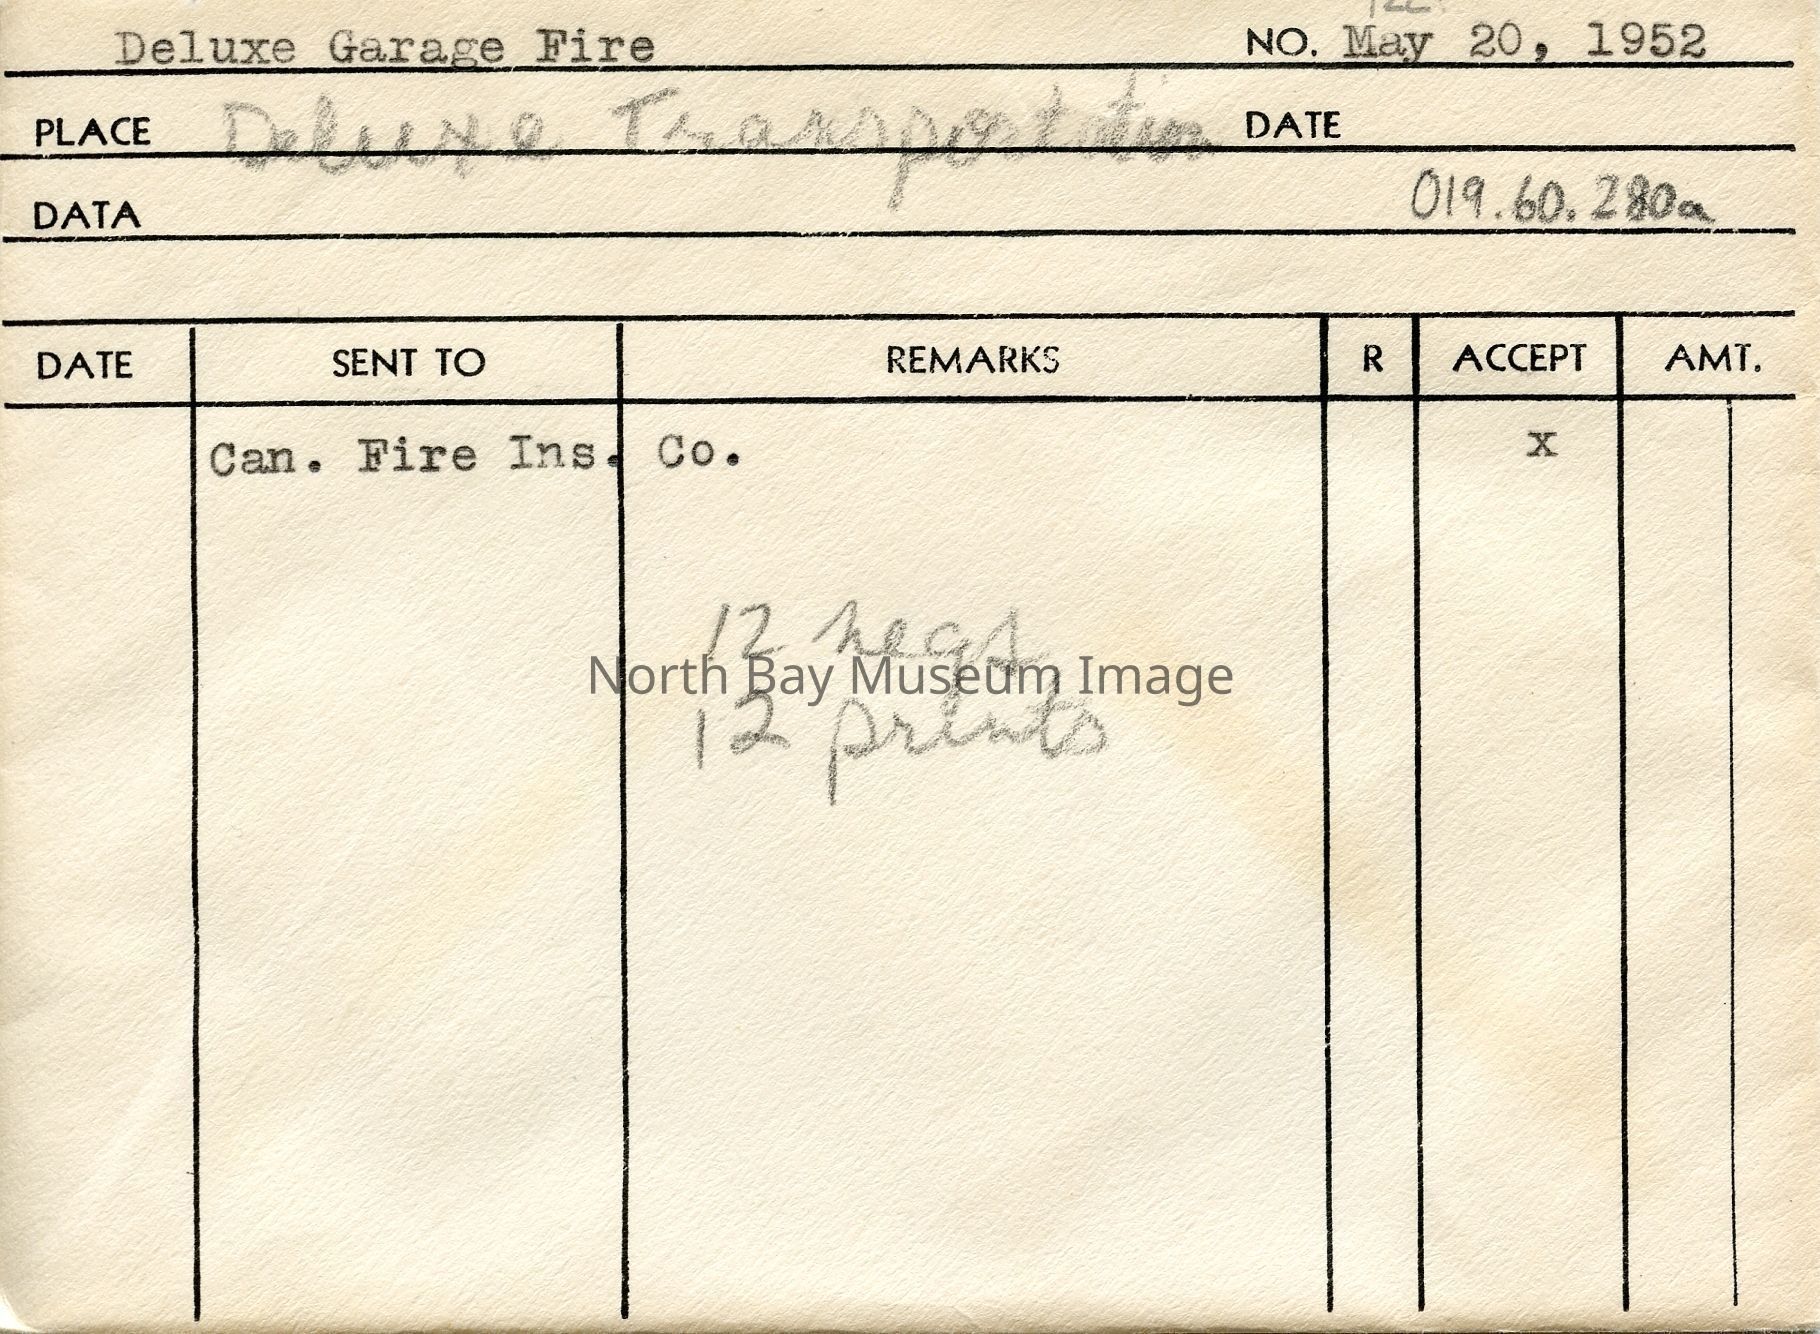 Deluxe Garage Fire NO. May 20, 1952
PLACE Deluxe Transportation DATE
DATA 019.60.280a
DATE SENT TO REMARKS R ACCEPT AMT.
Can. Fire Ins. Co. x
12 negs
North Bay Museum Image
12 prints